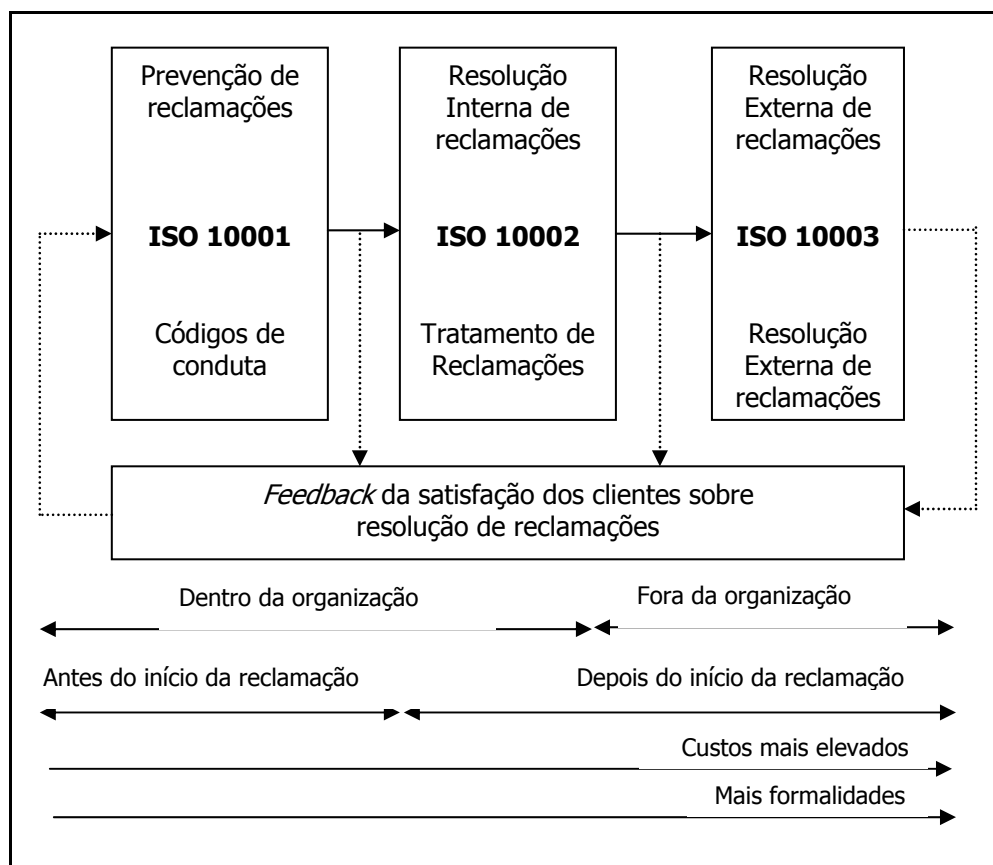 Prevenção de
reclamações
ISO 10001
Códigos de
conduta
Resolução
Interna de
reclamações
ISO 10002
Tratamento de
Reclamações
Resolução
Externa de
reclamações
ISO 10003
Resolução
Externa de
reclamações
Feedback da satisfação dos clientes sobre
resolução de reclamações
Dentro da organização
Fora da organização
Antes do início da reclamação
Depois do início da reclamação
Custos mais elevados
Mais formalidades